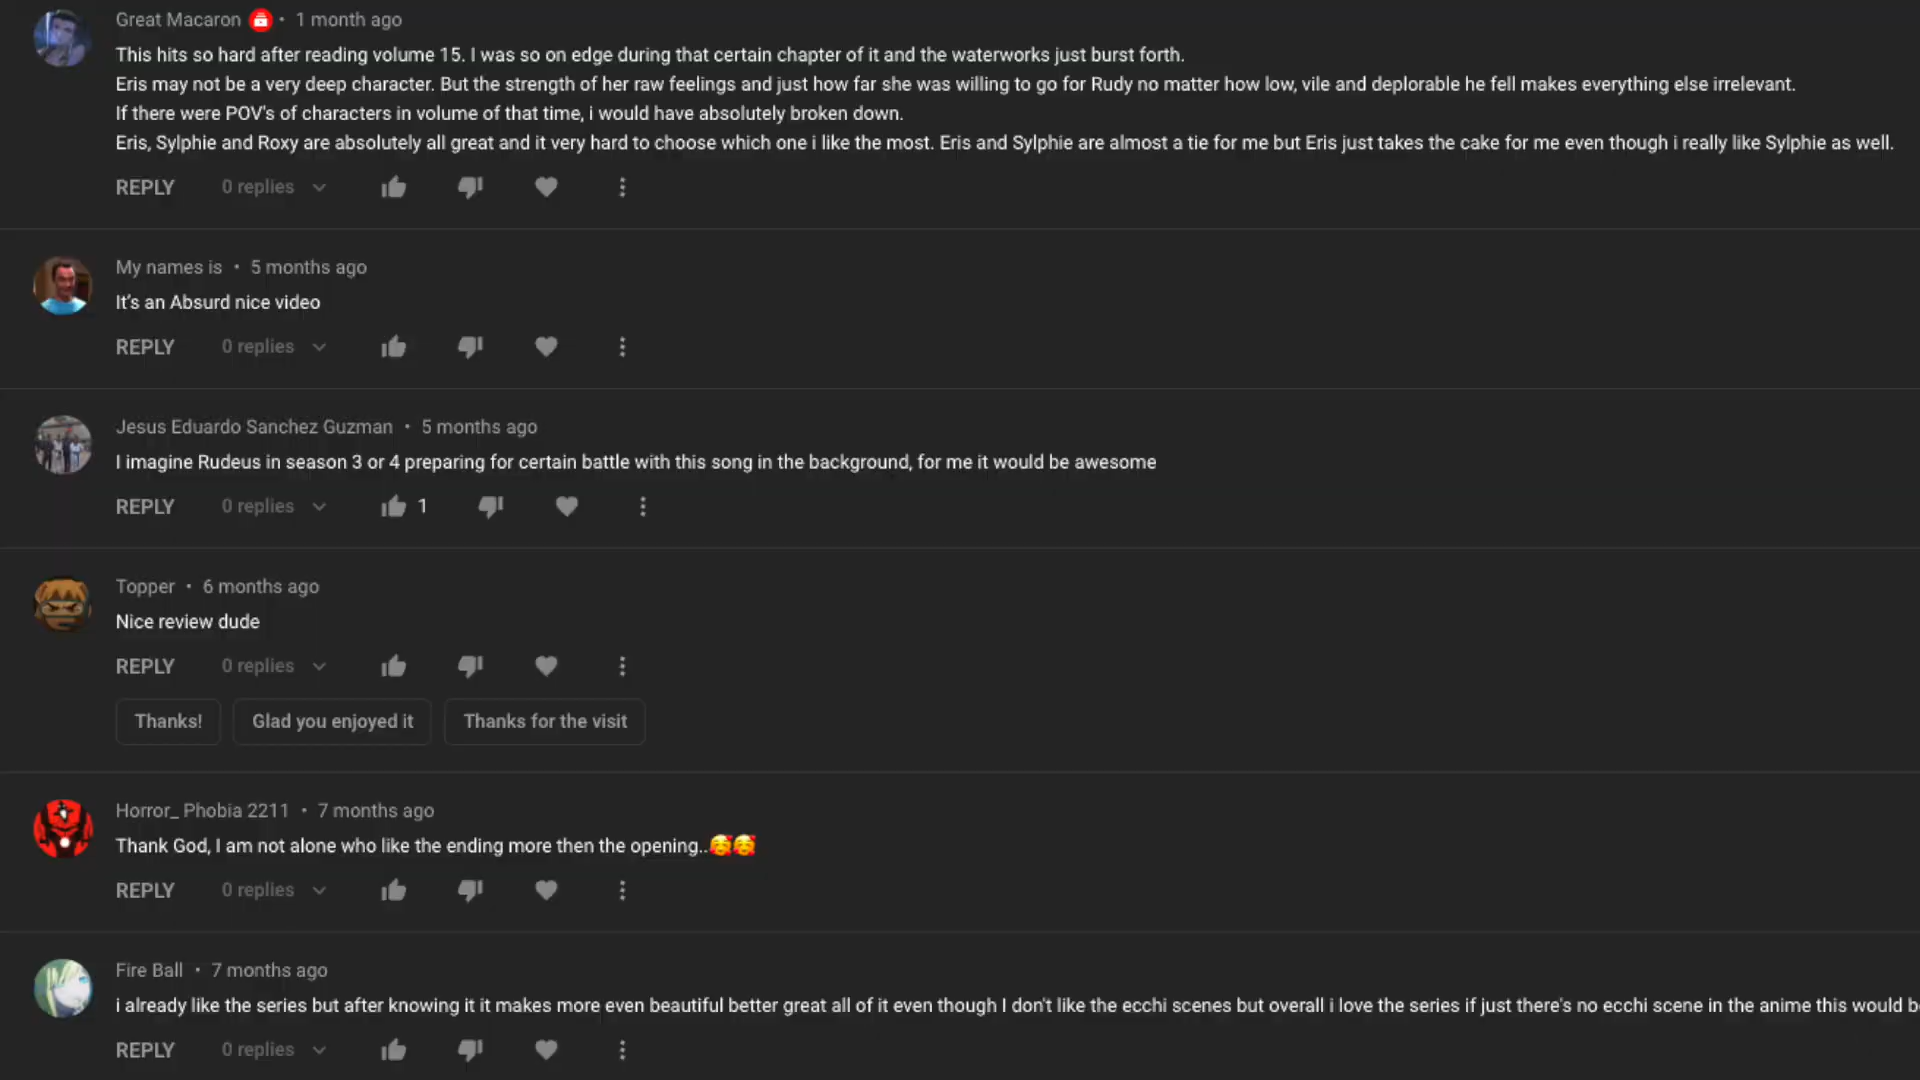 Great Macaron • 1 month ago
This hits so hard after reading volume 15. I was so on edge during that certain chapter of it and the waterworks just burst forth.
Eris may not be a very deep character. But the strength of her raw feelings and just how far she was willing to go for Rudy no matter how low, vile and deplorable he fell makes everything else irrelevant.
If there were POV's of characters in volume of that time, i would have absolutely broken down.
Eris, Sylphie and Roxy are absolutely all great and it very hard to choose which one i like the most. Eris and Sylphie are almost a tie for me but Eris just takes the cake for me even though i really like Sylphie as well.
REPLY 0 replies
My names is • 5 months ago
It's an Absurd nice video
REPLY 0 replies
Jesus Eduardo Sanchez Guzman • 5 months ago
I imagine Rudeus in season 3 or 4 preparing for certain battle with this song in the background, for me it would be awesome
REPLY 0 replies 1
Topper • 6 months ago
Nice review dude
REPLY 0 replies
Thanks! Glad you enjoyed it Thanks for the visit
Horror_ Phobia 2211 • 7 months ago
Thank God, I am not alone who like the ending more then the opening..🥰🥰
REPLY 0 replies
Fire Ball • 7 months ago
i already like the series but after knowing it it makes more even beautiful better great all of it even though I don't like the ecchi scenes but overall i love the series if just there's no ecchi scene in the anime this would b
REPLY 0 replies